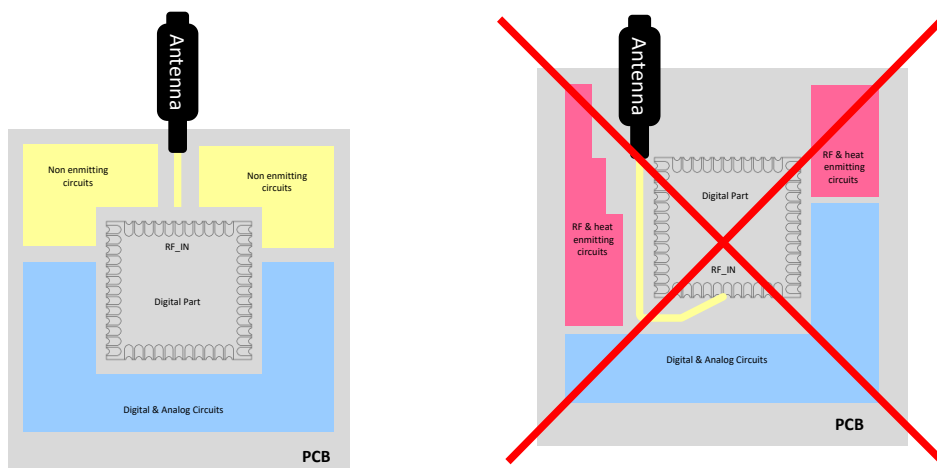 Antenna
Non enmitting
circuits
Non enmitting
circuits
RF_IN
Digital Part
Digital & Analog Circuits
PCB
Antenna
RF & heat
enmitting
circuits
Digital Part
RF & heat
enmitting
circuits
RF_IN
Digital & Analog Circuits
PCB